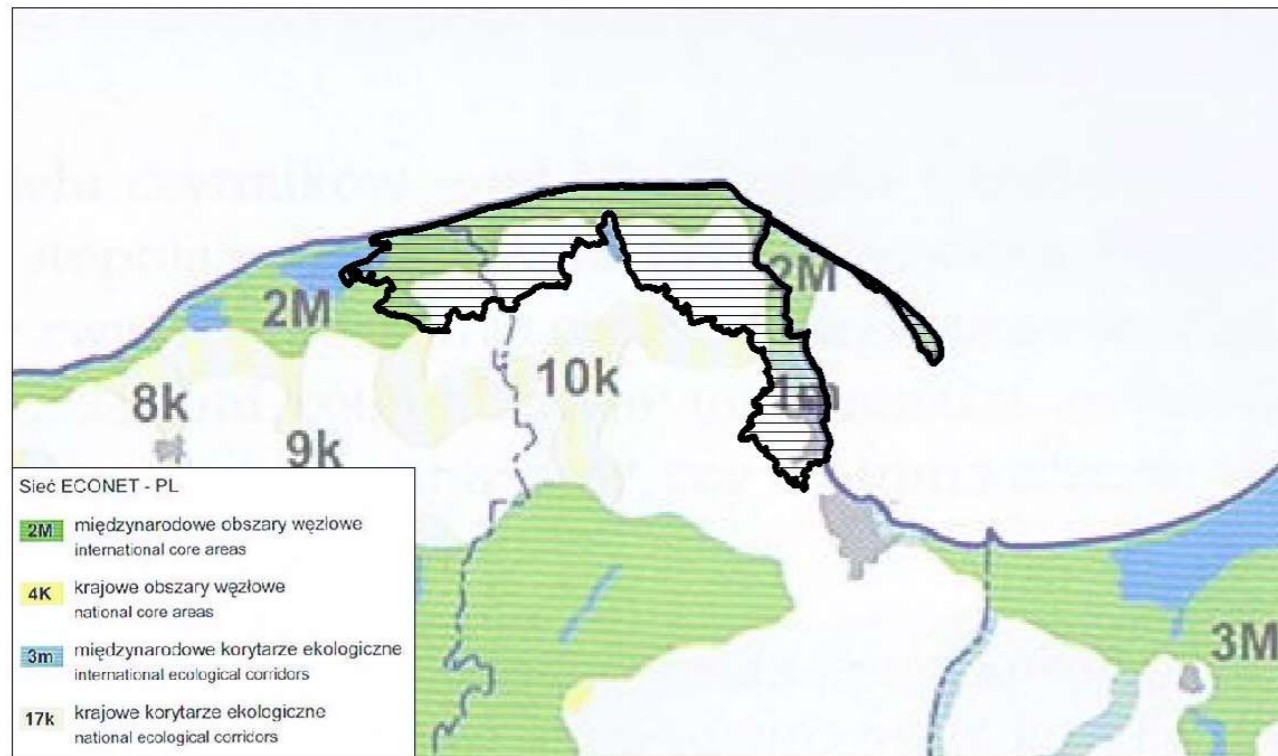 2M
2M
10k
1m
8k
9k
3M
Sieć ECONET - PL
2M międzynarodowe obszary węzłowe
international core areas
4K krajowe obszary węzłowe
national core areas
3m międzynarodowe korytarze ekologiczne
international ecological corridors
17k krajowe korytarze ekologiczne
national ecological corridors